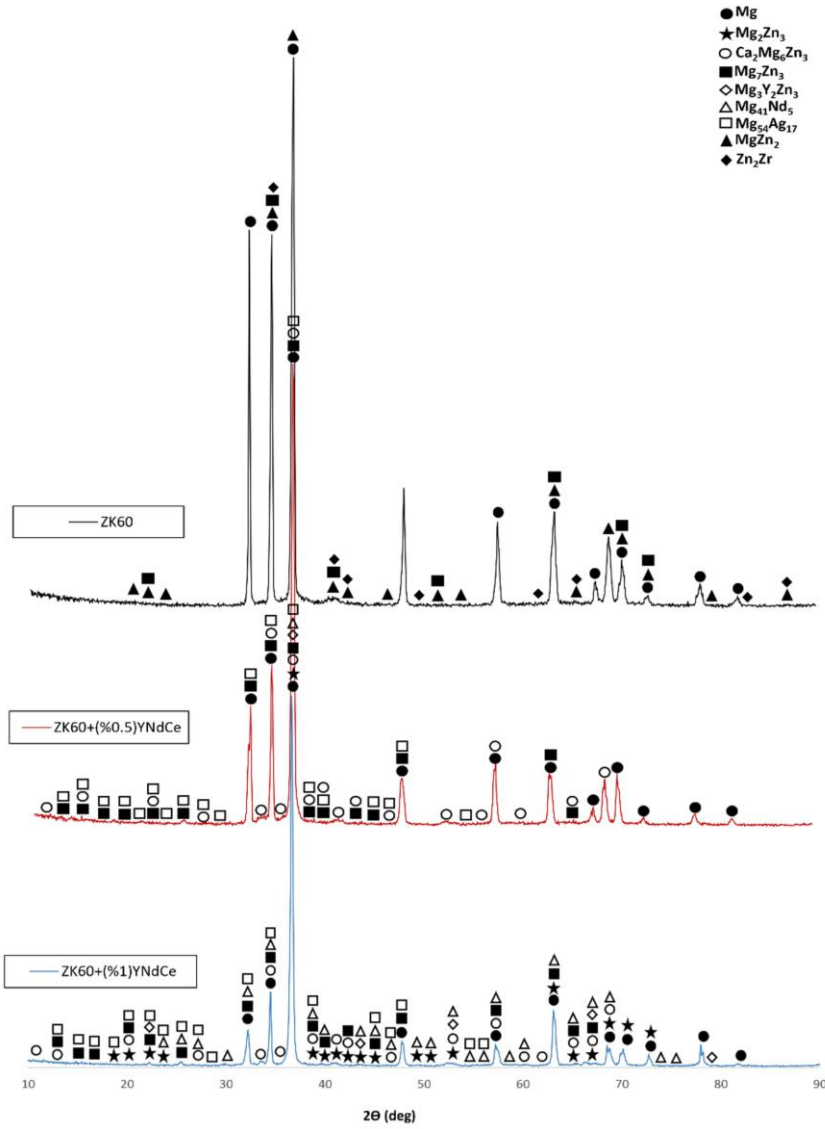 Mg
Mg₂Zn₃
Ca₂Mg₆Zn₃
Mg₇Zn₃
Mg₃Y₂Zn₃
Mg₄₁Nd₅
Mg₅₄Ag₁₇
MgZn₂
Zn₂Zr
ZK60
ZK60+(%0.5)YNdCe
ZK60+(%1)YNdCe
10 20 30 40 50 60 70 80 90
2Θ (deg)